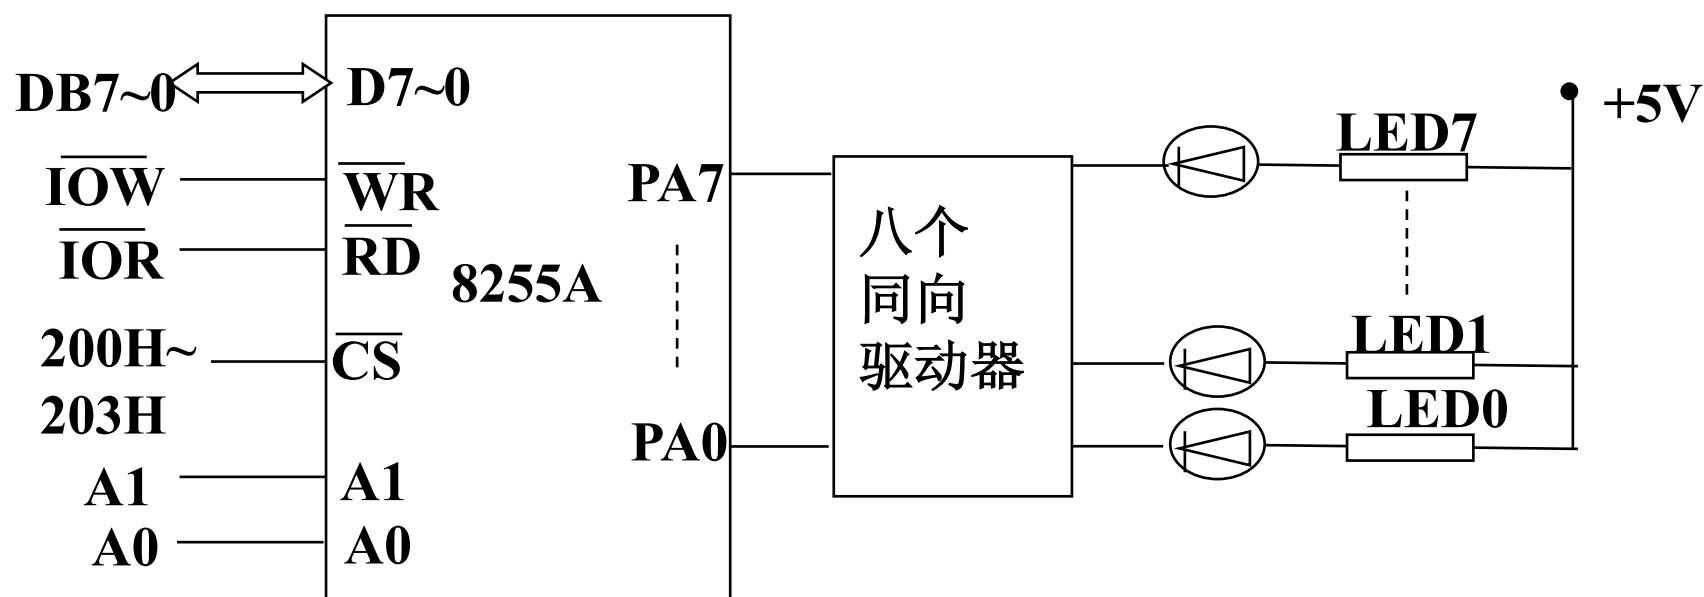 DB7~0
D7~0
IOW
WR
IOR
RD
8255A
200H~
203H
CS
A1
A1
A0
A0
PA7
PA0
八个
同向
驱动器
LED7
LED1
LED0
+5V